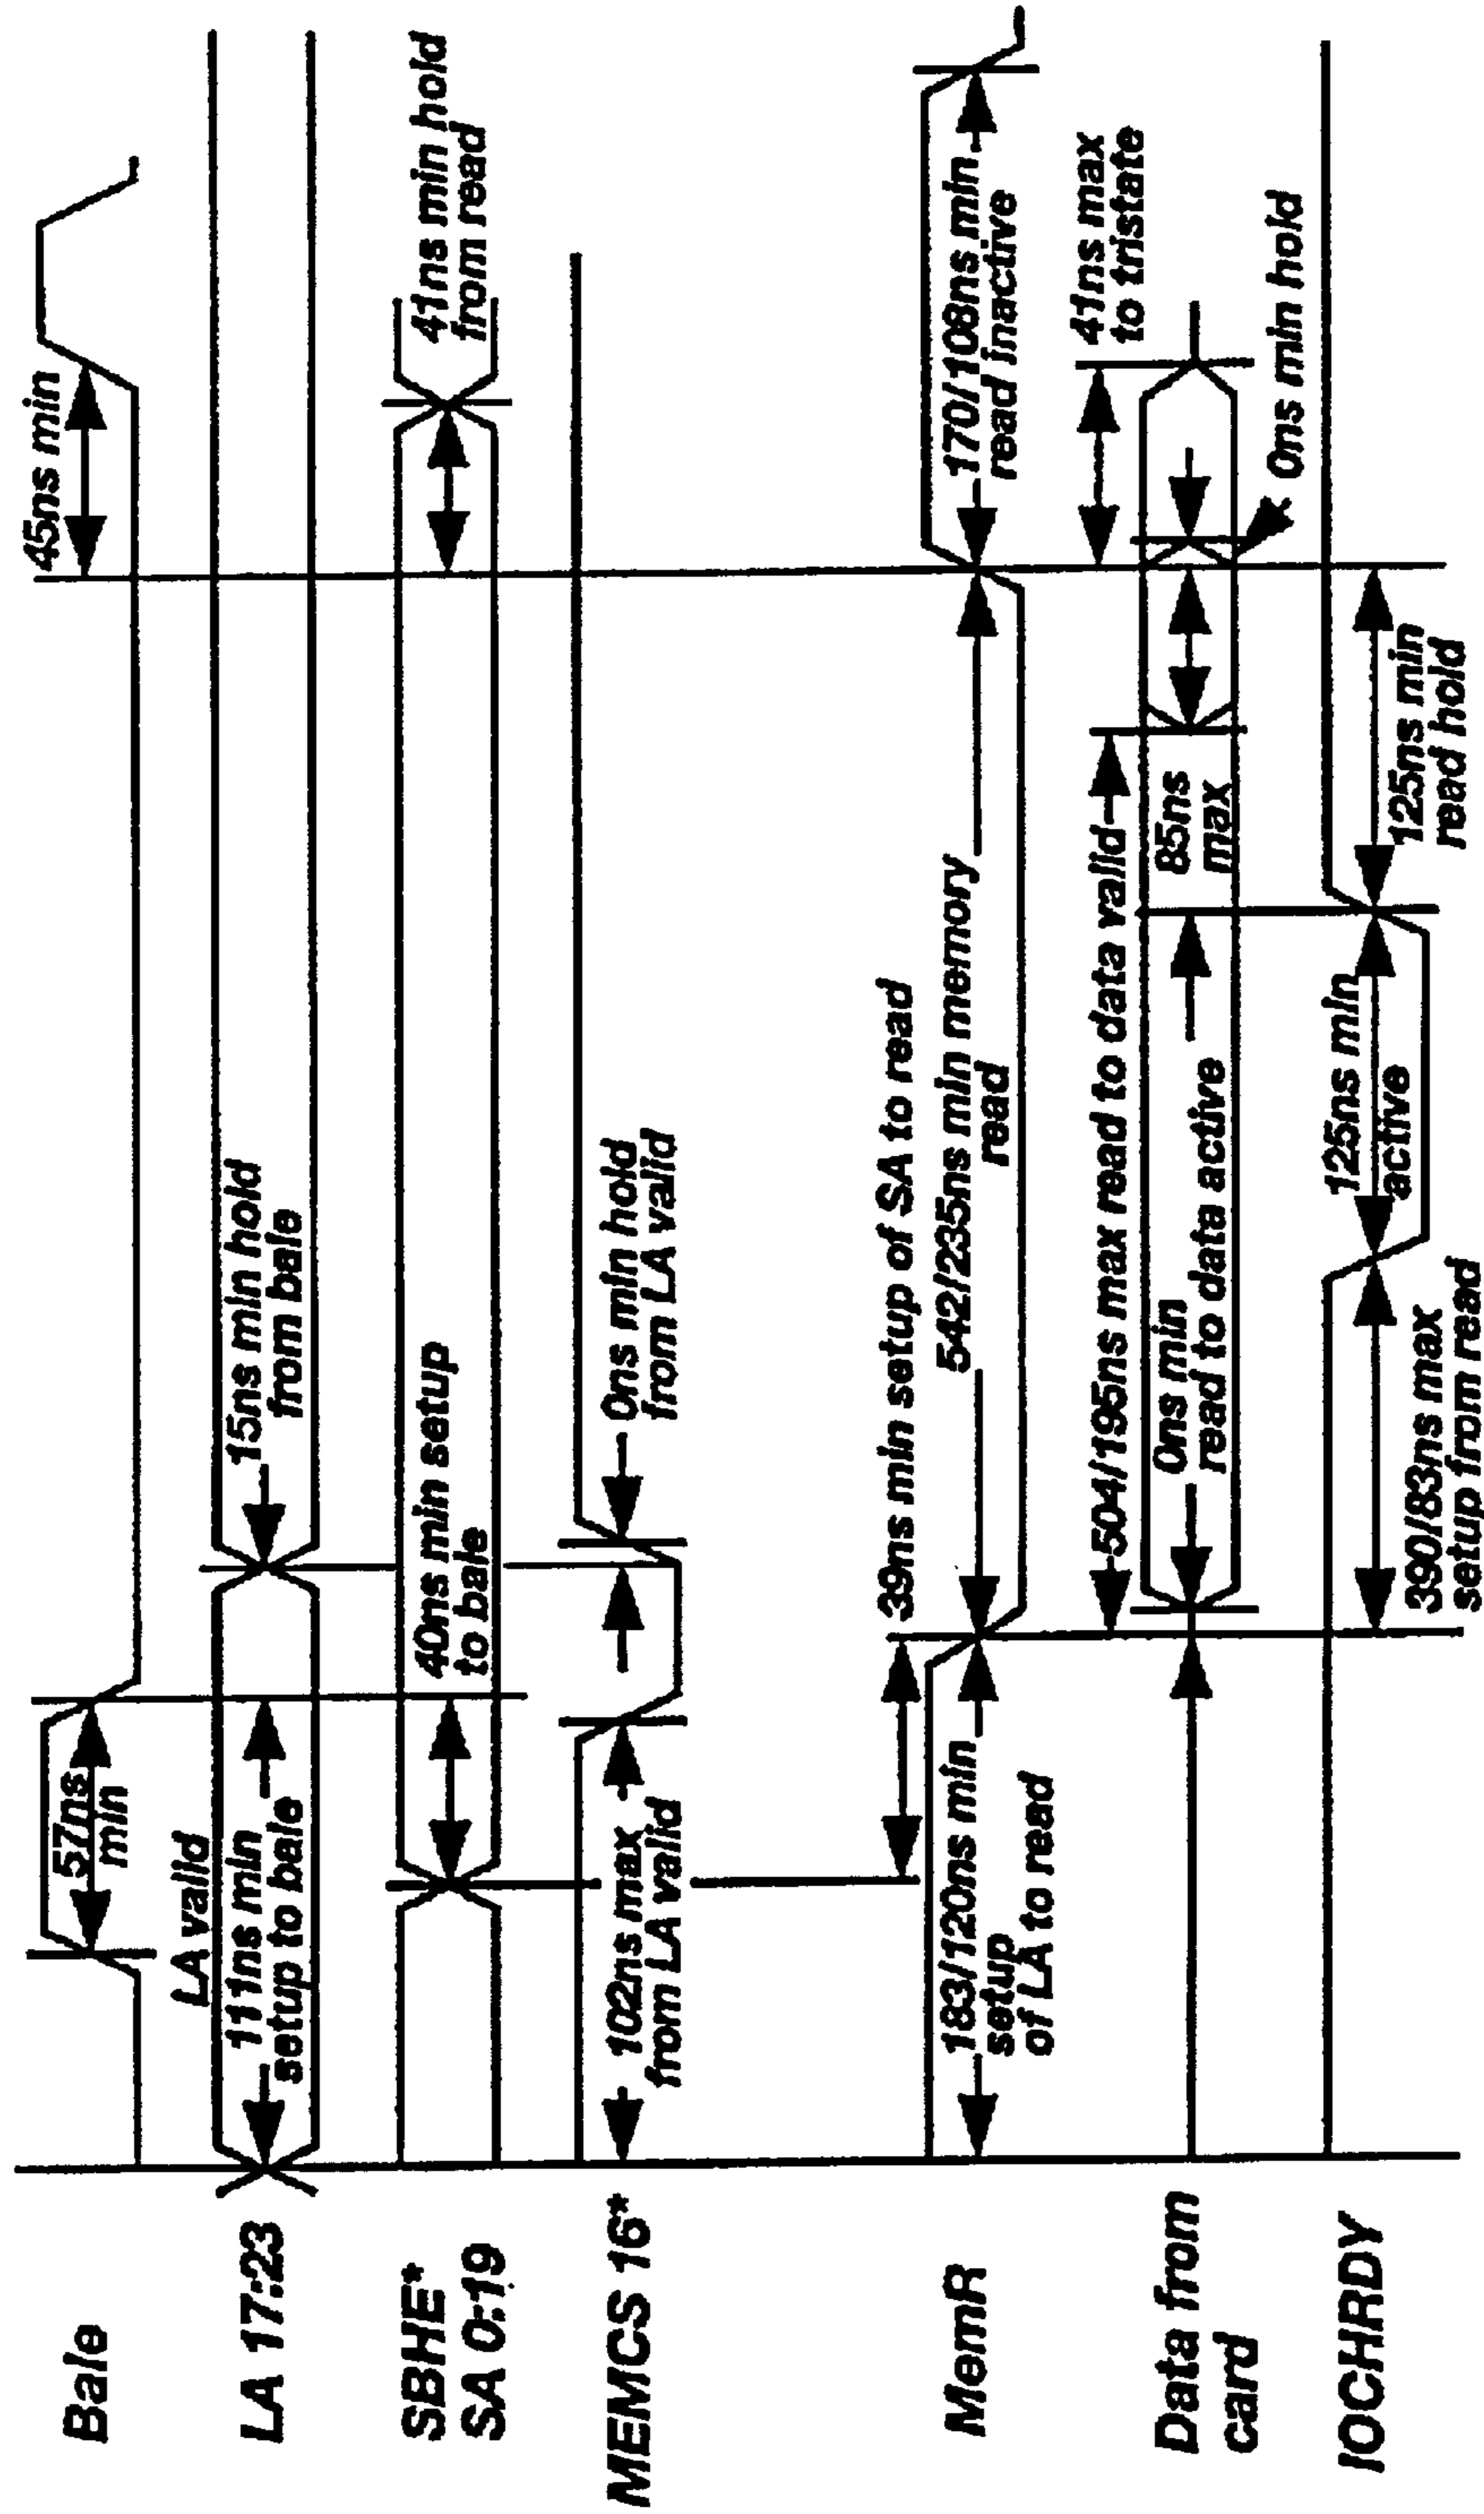 Bale
57ns
min
45ns min
LA 17:23
LA valid
111ns min
setup to bale
15ns min hold
from bale
SBHE*
SA 0:19
40ns min setup
to bale
41ns min hold
from read
MEMCS 16*
102ns max
from LA valid
0ns min hold
from LA valid
MemR
39ns min setup of SA to read
183/120ns min
setup
of LA to read
542/235ns min memory
read
170/108ns min
read inactive
Data from
card
504/195ns max read to data valid
0ns min
read to data active
85ns
max
41ns max
to tristate
0ns min hold
IOCHRDY
390/83ns max
setup from read
125ns min
active
125ns min
read hold